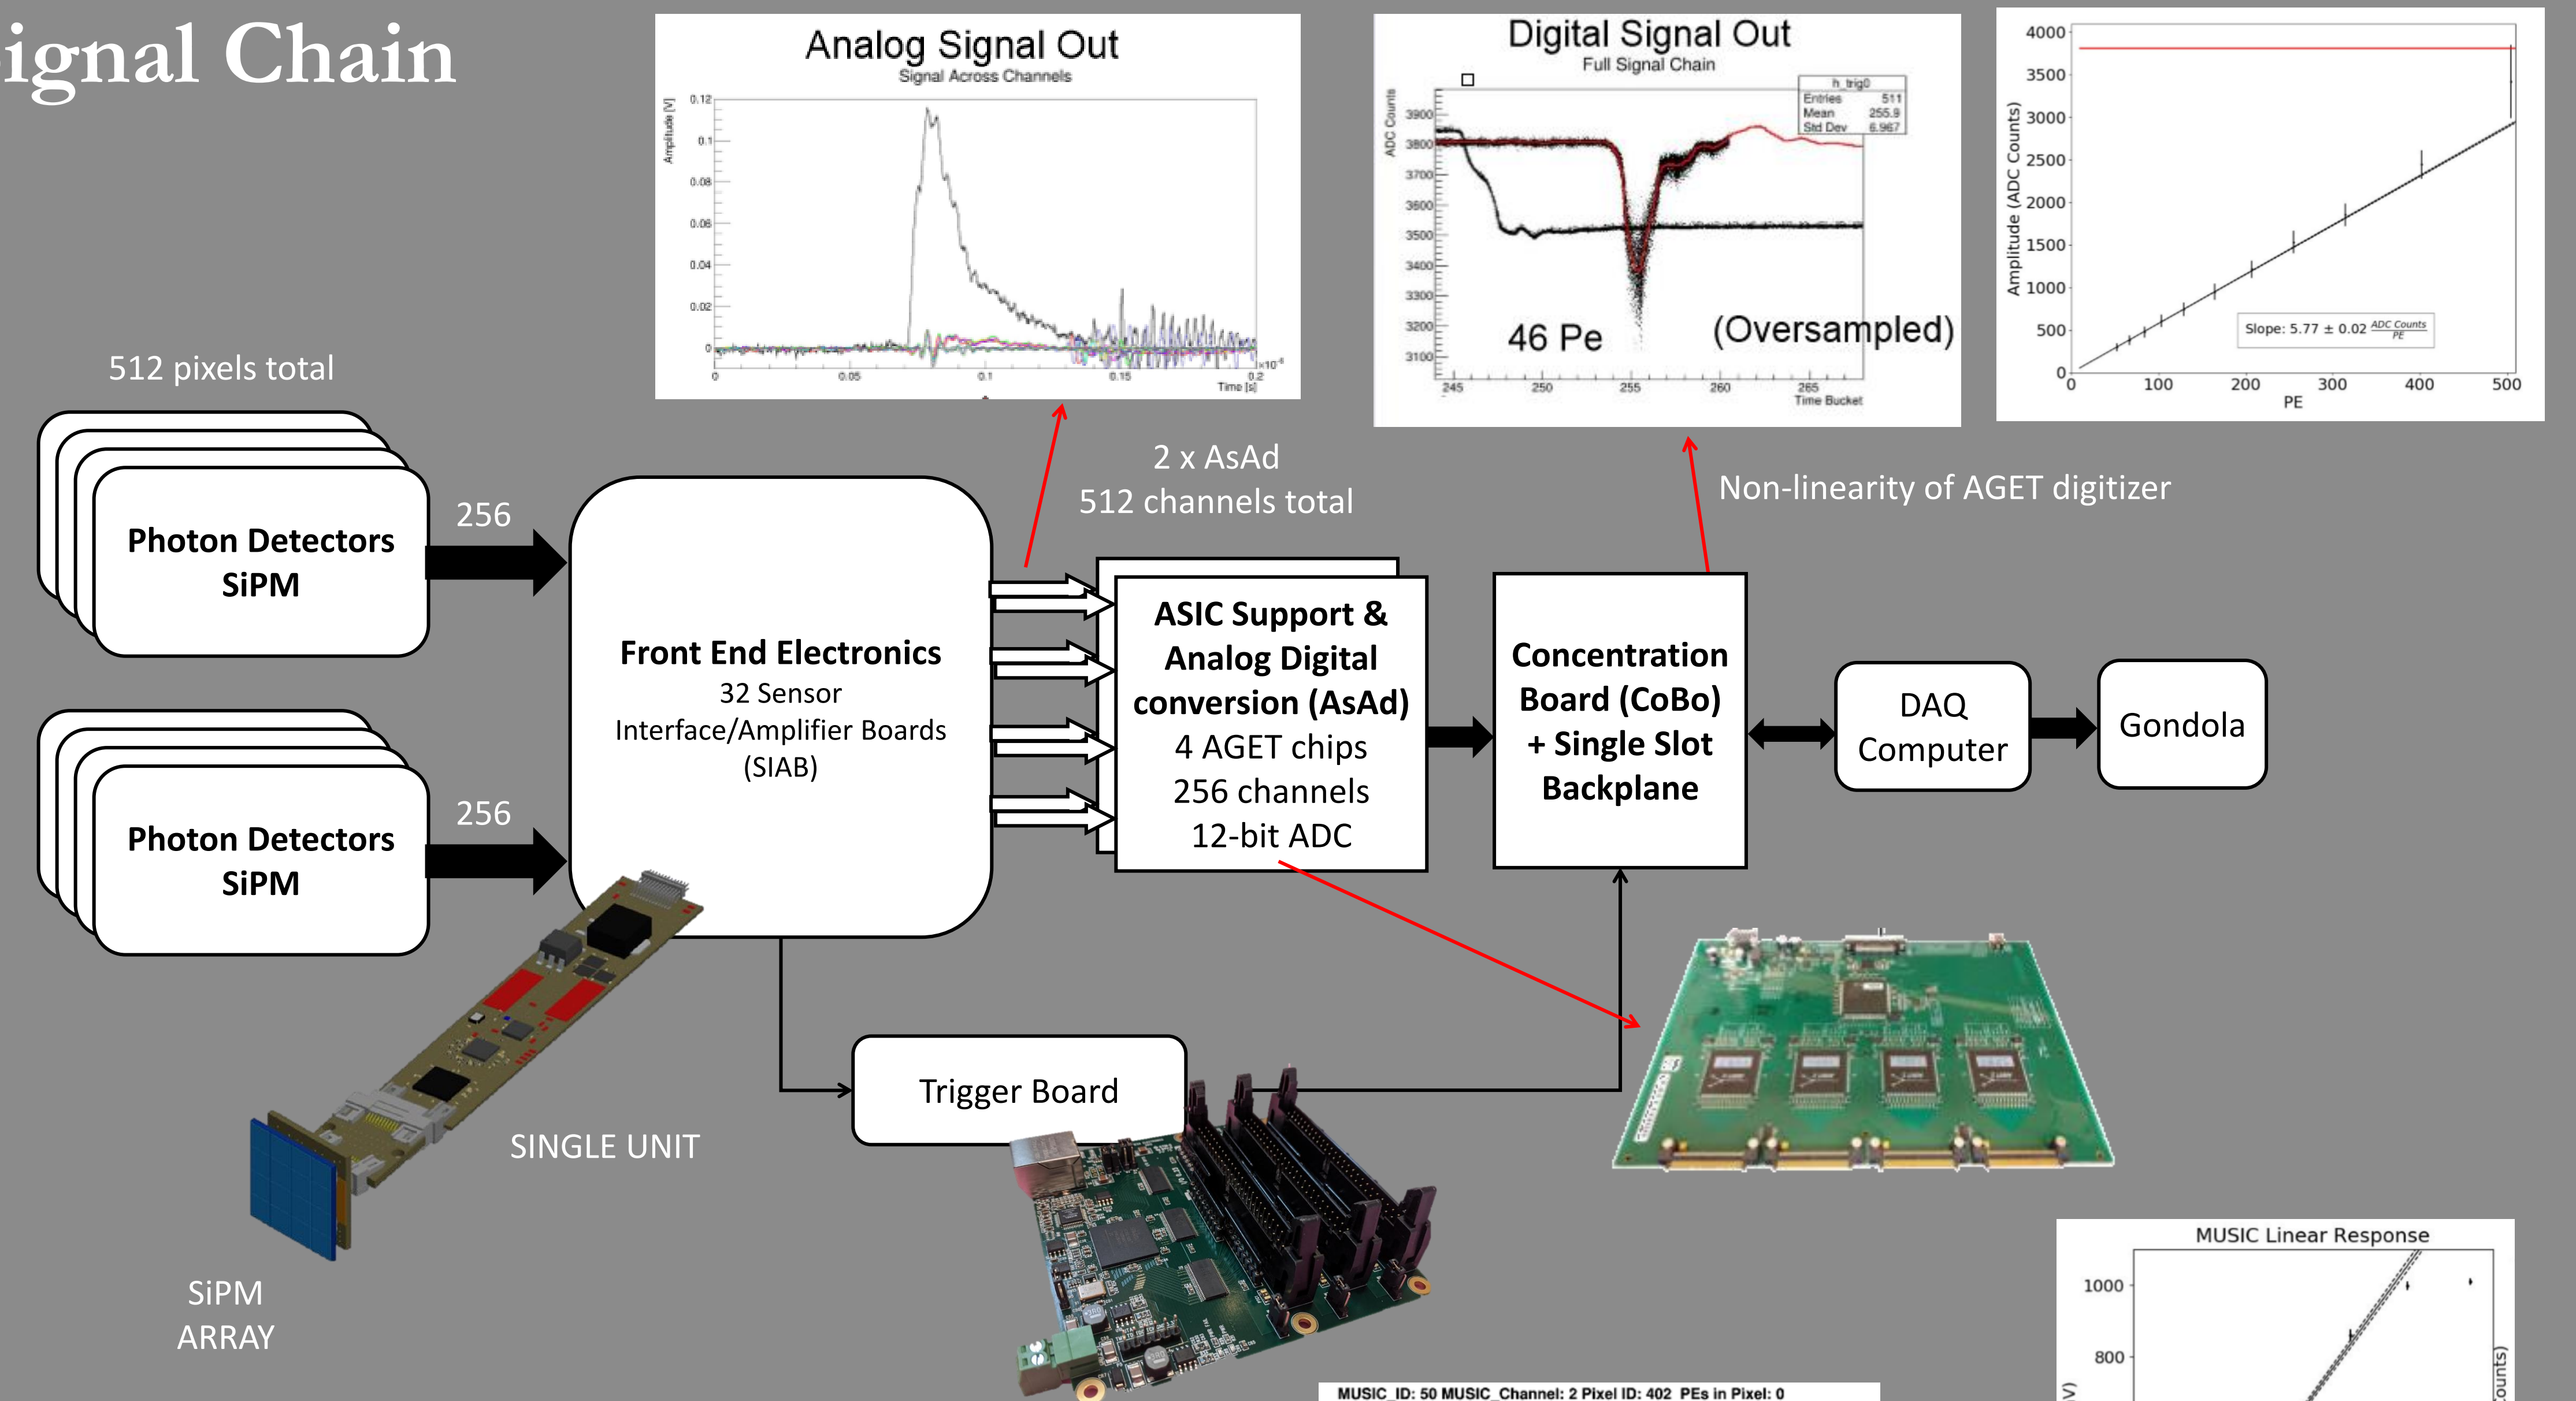 ignal Chain
Analog Signal Out
Signal Across Channels
Amplitude [V]
0.12
0.1
0.08
0.06
0.04
0.02
0
0
0.05
0.1
0.15
0.2
×10⁻⁶
Time [s]
Digital Signal Out
Full Signal Chain
h_trig0
Entries 511
Mean 255.9
Std Dev 6.967
ADC Counts
3900
3800
3700
3600
3500
3400
3300
3200
3100
46 Pe
(Oversampled)
245
250
255
260
265
Time Bucket
Amplitude (ADC Counts)
4000
3500
3000
2500
2000
1500
1000
500
0
Slope: 5.77 ± 0.02 ADC Counts/PE
0
100
200
300
400
500
PE
512 pixels total
Photon Detectors
SiPM
256
Photon Detectors
SiPM
256
Front End Electronics
32 Sensor
Interface/Amplifier Boards
(SIAB)
2 x AsAd
512 channels total
ASIC Support &
Analog Digital
conversion (AsAd)
4 AGET chips
256 channels
12-bit ADC
Non-linearity of AGET digitizer
Concentration
Board (CoBo)
+ Single Slot
Backplane
DAQ
Computer
Gondola
Trigger Board
SINGLE UNIT
SiPM
ARRAY
MUSIC_ID: 50 MUSIC_Channel: 2 Pixel ID: 402 PEs in Pixel: 0
MUSIC Linear Response
1000
800
V)
ounts)